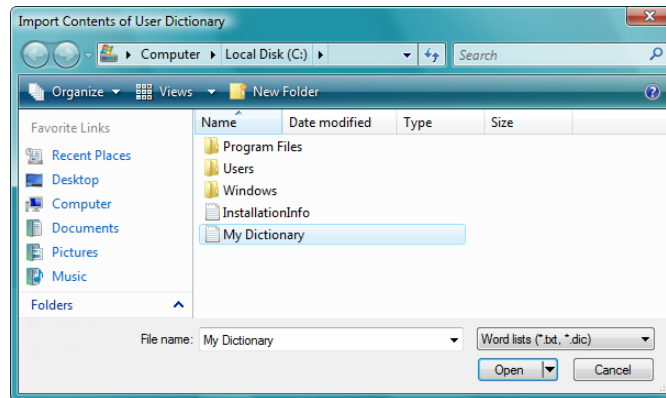 Import Contents of User Dictionary
Computer Local Disk (C:) Search
Organize Views New Folder
Favorite Links
Recent Places
Desktop
Computer
Documents
Pictures
Music
Folders
Name Date modified Type Size
Program Files
Users
Windows
InstallationInfo
My Dictionary
File name: My Dictionary Word lists (*.txt, *.dic)
Open Cancel